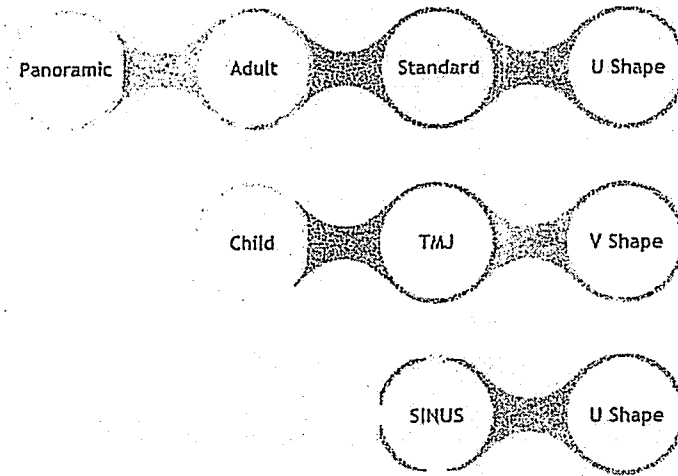 Panoramic Adult Standard U Shape
Child TMJ V Shape
SINUS U Shape